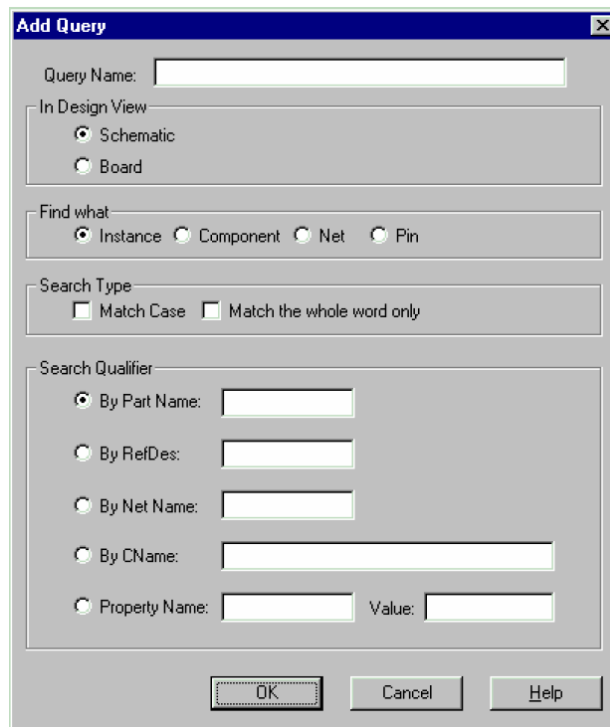 Add Query
Query Name:
In Design View
Schematic
Board
Find what
Instance Component Net Pin
Search Type
Match Case Match the whole word only
Search Qualifier
By Part Name:
By RefDes:
By Net Name:
By CName:
Property Name: Value:
OK Cancel Help